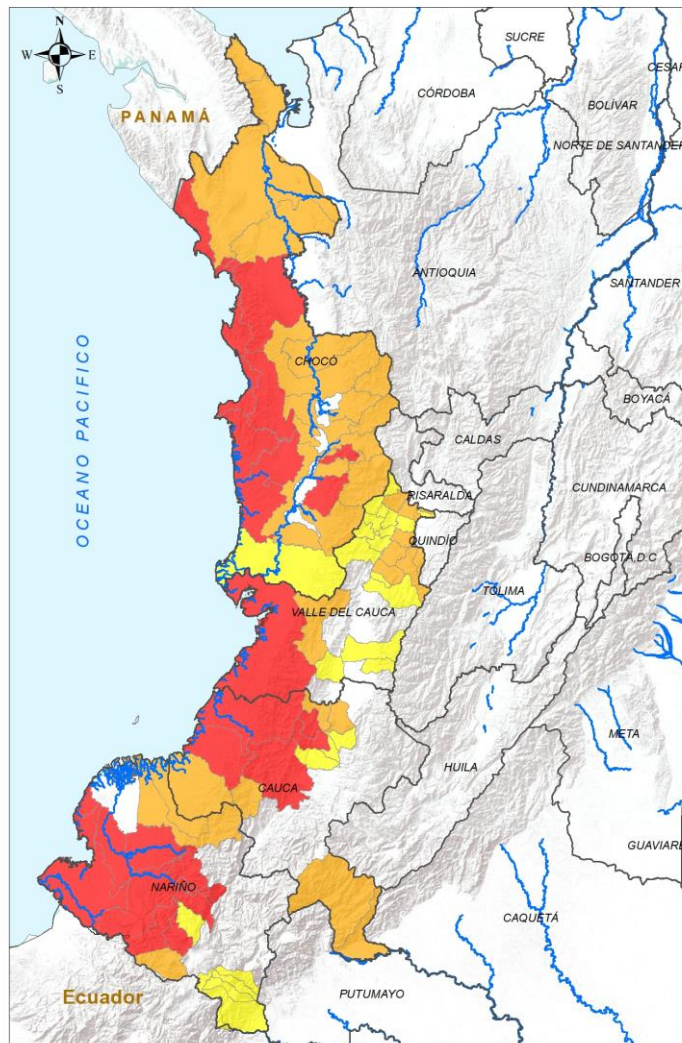 N
W E
S
SUCRE
CESAR
CÓRDOBA
BOLÍVAR
PANAMÁ
NORTE DE SANTANDER
ANTIOQUIA
SANTANDER
OCEANO PACIFICO
CHOCÓ
BOYACÁ
CALDAS
RISARALDA
CUNDINAMARCA
QUINDÍO
BOGOTÁ D.C
TOLIMA
VALLE DEL CAUCA
META
HUILA
CAUCA
GUAVIARE
NARIÑO
CAQUETÁ
Ecuador
PUTUMAYO